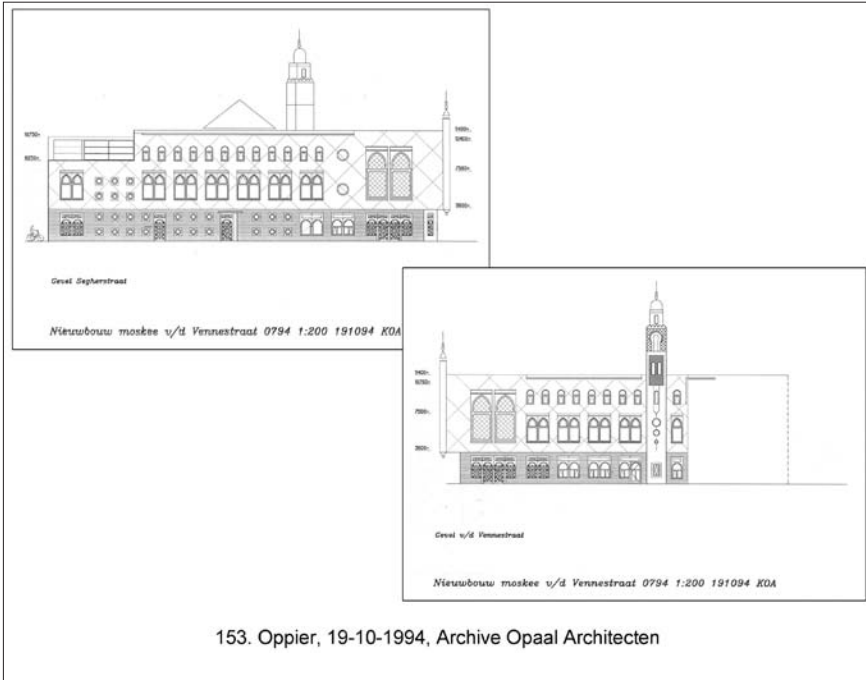 Gevel Segherstraat
Nieuwbouw moskee v/d Vennestraat 0794 1:200 191094 KOA
Gevel v/d Vennestraat
Nieuwbouw moskee v/d Vennestraat 0794 1:200 191094 KOA
153. Oppier, 19-10-1994, Archive Opaal Architecten